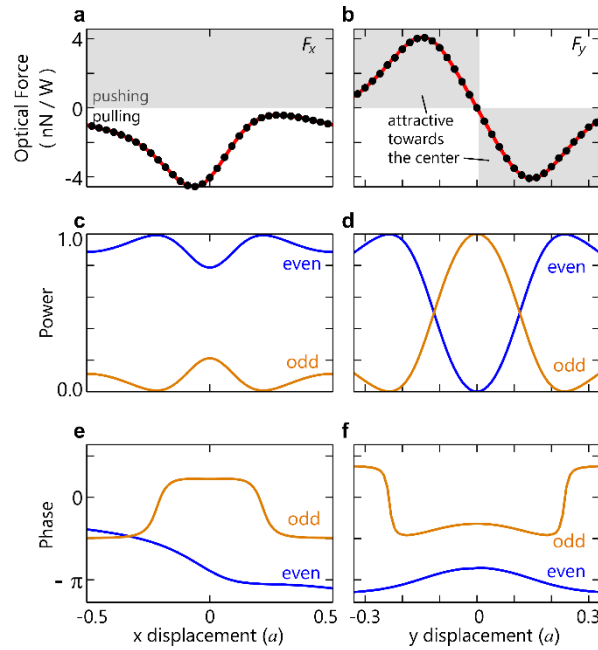 a
b
Optical Force
( nN / W )
4
0
-4
F_x
pushing
pulling
F_y
attractive
towards
the center
c
d
Power
1.0
0.0
even
odd
even
odd
e
f
Phase
0
- π
odd
even
odd
even
-0.5
0
0.5
-0.3
0
0.3
x displacement (a)
y displacement (a)